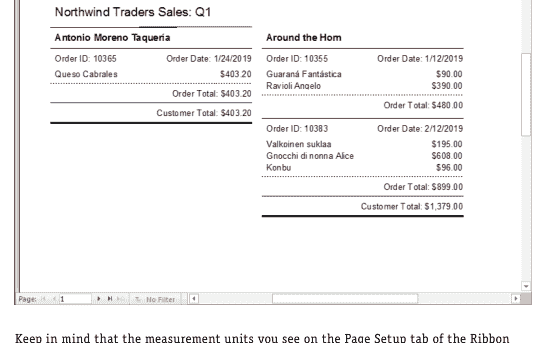 Northwind Traders Sales: Q1
Antonio Moreno Taqueria
Order ID: 10365 Order Date: 1/24/2019
Queso Cabrales $403.20
Order Total: $403.20
Customer Total: $403.20
Around the Horn
Order ID: 10355 Order Date: 1/12/2019
Guaraná Fantástica $90.00
Ravioli Angelo $390.00
Order Total: $480.00
Order ID: 10383 Order Date: 2/12/2019
Valkoinen suklaa $195.00
Gnocchi di nonna Alice $608.00
Konbu $96.00
Order Total: $899.00
Customer Total: $1,379.00
Page: 1 No Filter
Keep in mind that the measurement units you see on the Page Setup tab of the Ribbon